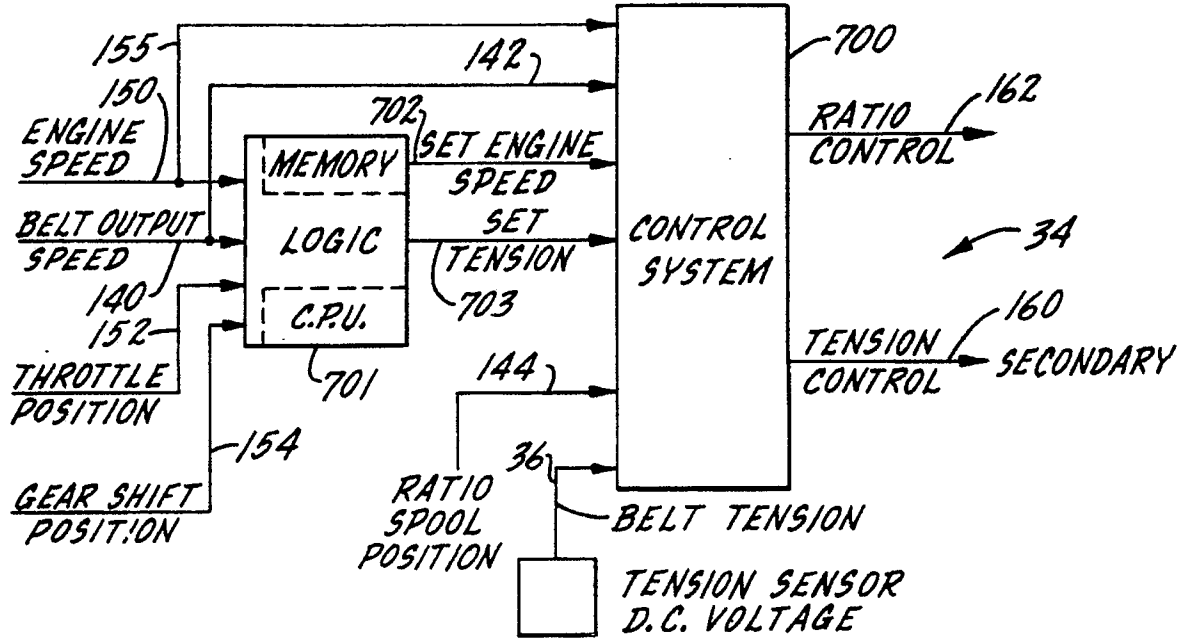 155
150
ENGINE
SPEED
BELT OUTPUT
SPEED
140
152
THROTTLE
POSITION
154
GEAR SHIFT
POSITION
142
702
MEMORY
LOGIC
C.P.U.
701
SET ENGINE
SPEED
SET
TENSION
703
144
RATIO
SPOOL
POSITION
36
BELT TENSION
TENSION SENSOR
D.C. VOLTAGE
CONTROL
SYSTEM
700
RATIO
CONTROL
162
34
TENSION
CONTROL
160
SECONDARY